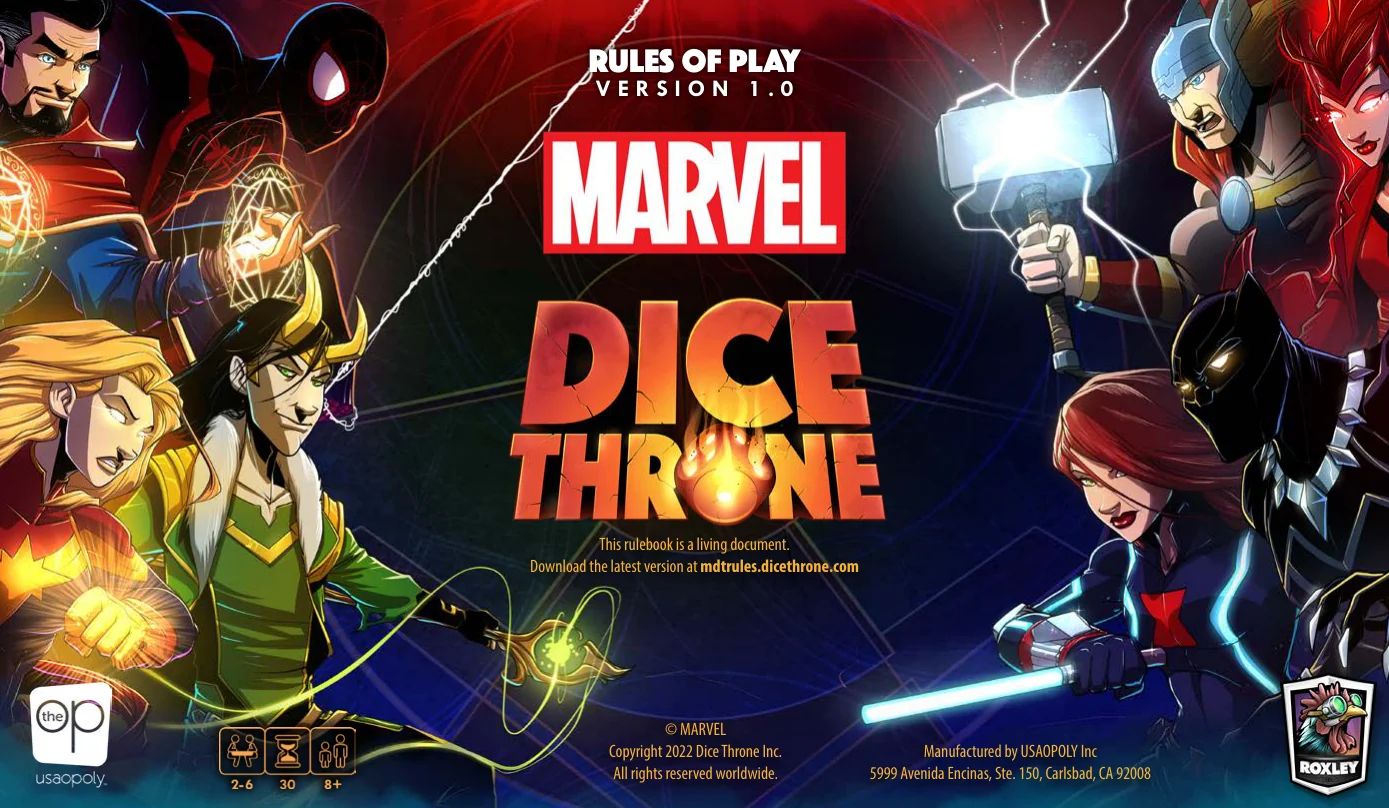 RULES OF PLAY
VERSION 1.0
MARVEL
DICE
THRONE
This rulebook is a living document.
Download the latest version at mdtrules.dicethrone.com
the op
usaopoly™
2-6 30 8+
© MARVEL
Copyright 2022 Dice Throne Inc.
All rights reserved worldwide.
Manufactured by USAOPOLY Inc
5999 Avenida Encinas, Ste. 150, Carlsbad, CA 92008
ROXLEY